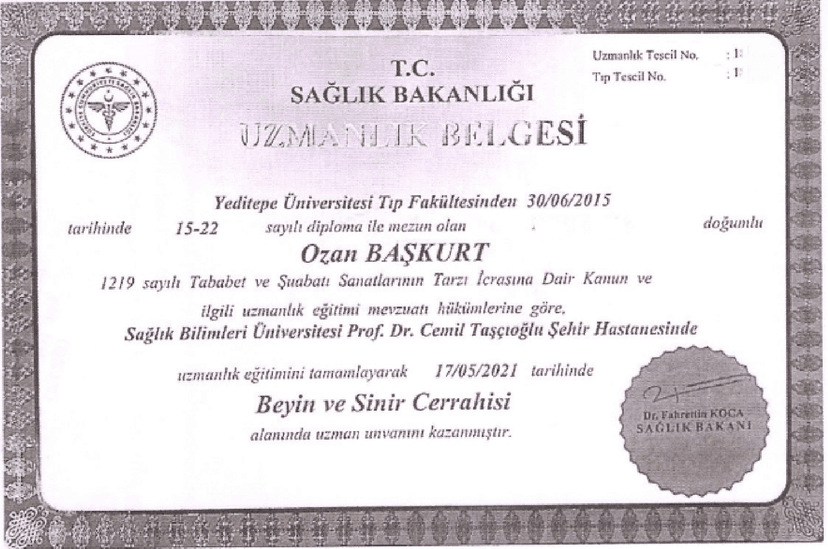 T.C.
SAĞLIK BAKANLIĞI
UZMANLIK BELGESİ
Uzmanlık Tescil No. :
Tıp Tescil No. :
Yeditepe Üniversitesi Tıp Fakültesinden 30/06/2015
tarihinde 15-22 sayılı diploma ile mezun olan doğumlu
Ozan BAŞKURT
1219 sayılı Tababet ve Şuabatı Sanatlarının Tarzı İcrasına Dair Kanun ve
ilgili uzmanlık eğitimi mevzuatı hükümlerine göre,
Sağlık Bilimleri Üniversitesi Prof. Dr. Cemil Taşçıoğlu Şehir Hastanesinde
uzmanlık eğitimini tamamlayarak 17/05/2021 tarihinde
Beyin ve Sinir Cerrahisi
alanında uzman unvanını kazanmıştır.
Dr. Fahrettin KOCA
SAĞLIK BAKANI